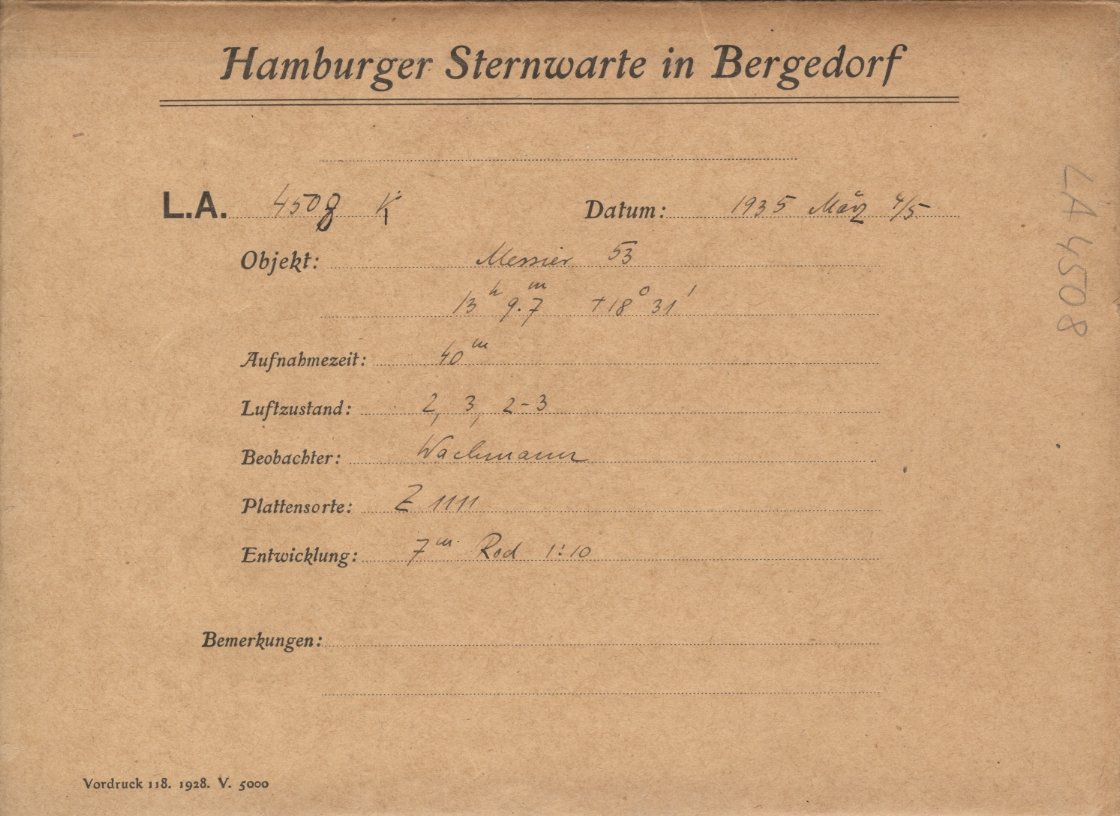 Hamburger Sternwarte in Bergedorf
L.A. 4508 K
Datum: 1935 März 4/5
Objekt: Messier 53
13h 9.7m +18° 31'
Aufnahmezeit: 40m
Luftzustand: 2, 3, 2-3
Beobachter: Wachmann
Plattensorte: Z 1111
Entwicklung: 7m Rod 1:10
Bemerkungen:
Vordruck 118. 1928. V. 5000
LA 4508